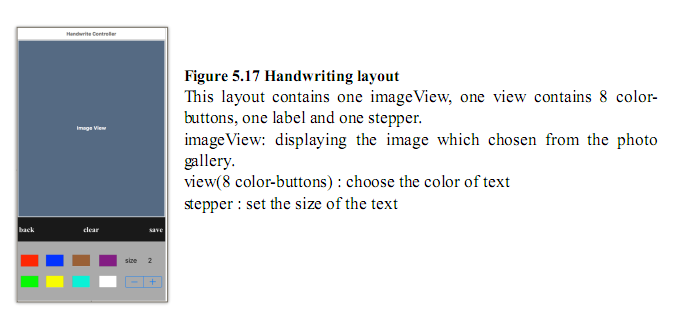 Handwrite Controller
Image View
back clear save
size 2
− +
Figure 5.17 Handwriting layout
This layout contains one imageView, one view contains 8 color-
buttons, one label and one stepper.
imageView: displaying the image which chosen from the photo
gallery.
view(8 color-buttons) : choose the color of text
stepper : set the size of the text